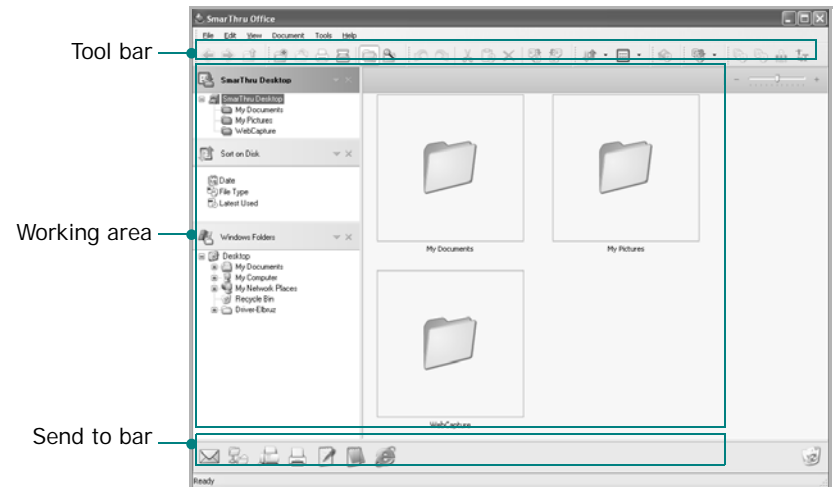 SmarThru Office
File Edit View Document Tools Help
Tool bar
SmarThru Desktop
SmarThru Desktop
My Documents
My Pictures
WebCapture
Sort on Disk
Date
File Type
Latest Used
Working area
Windows Folders
Desktop
My Documents
My Computer
My Network Places
Recycle Bin
Driver-Elbruz
My Documents
My Pictures
WebCapture
Send to bar
Ready